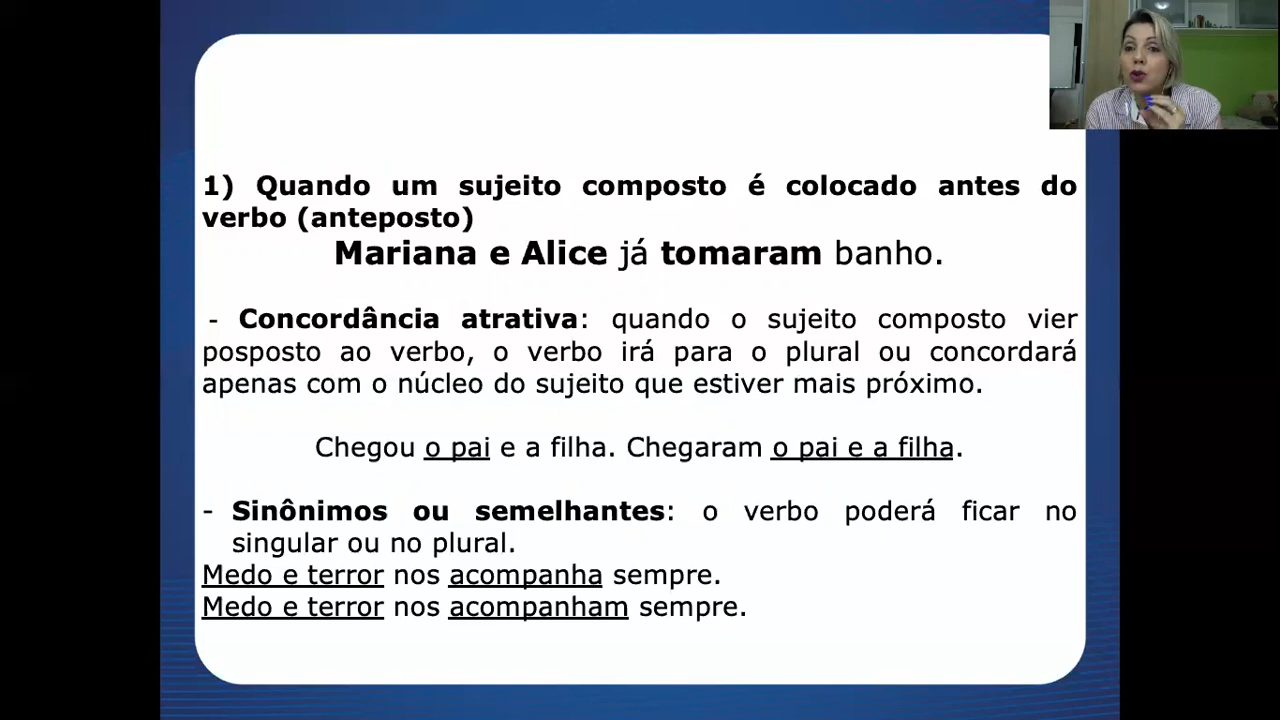 1) Quando um sujeito composto é colocado antes do
verbo (anteposto)
Mariana e Alice já tomaram banho.
- Concordância atrativa: quando o sujeito composto vier
posposto ao verbo, o verbo irá para o plural ou concordará
apenas com o núcleo do sujeito que estiver mais próximo.
Chegou o pai e a filha. Chegaram o pai e a filha.
- Sinônimos ou semelhantes: o verbo poderá ficar no
singular ou no plural.
Medo e terror nos acompanha sempre.
Medo e terror nos acompanham sempre.